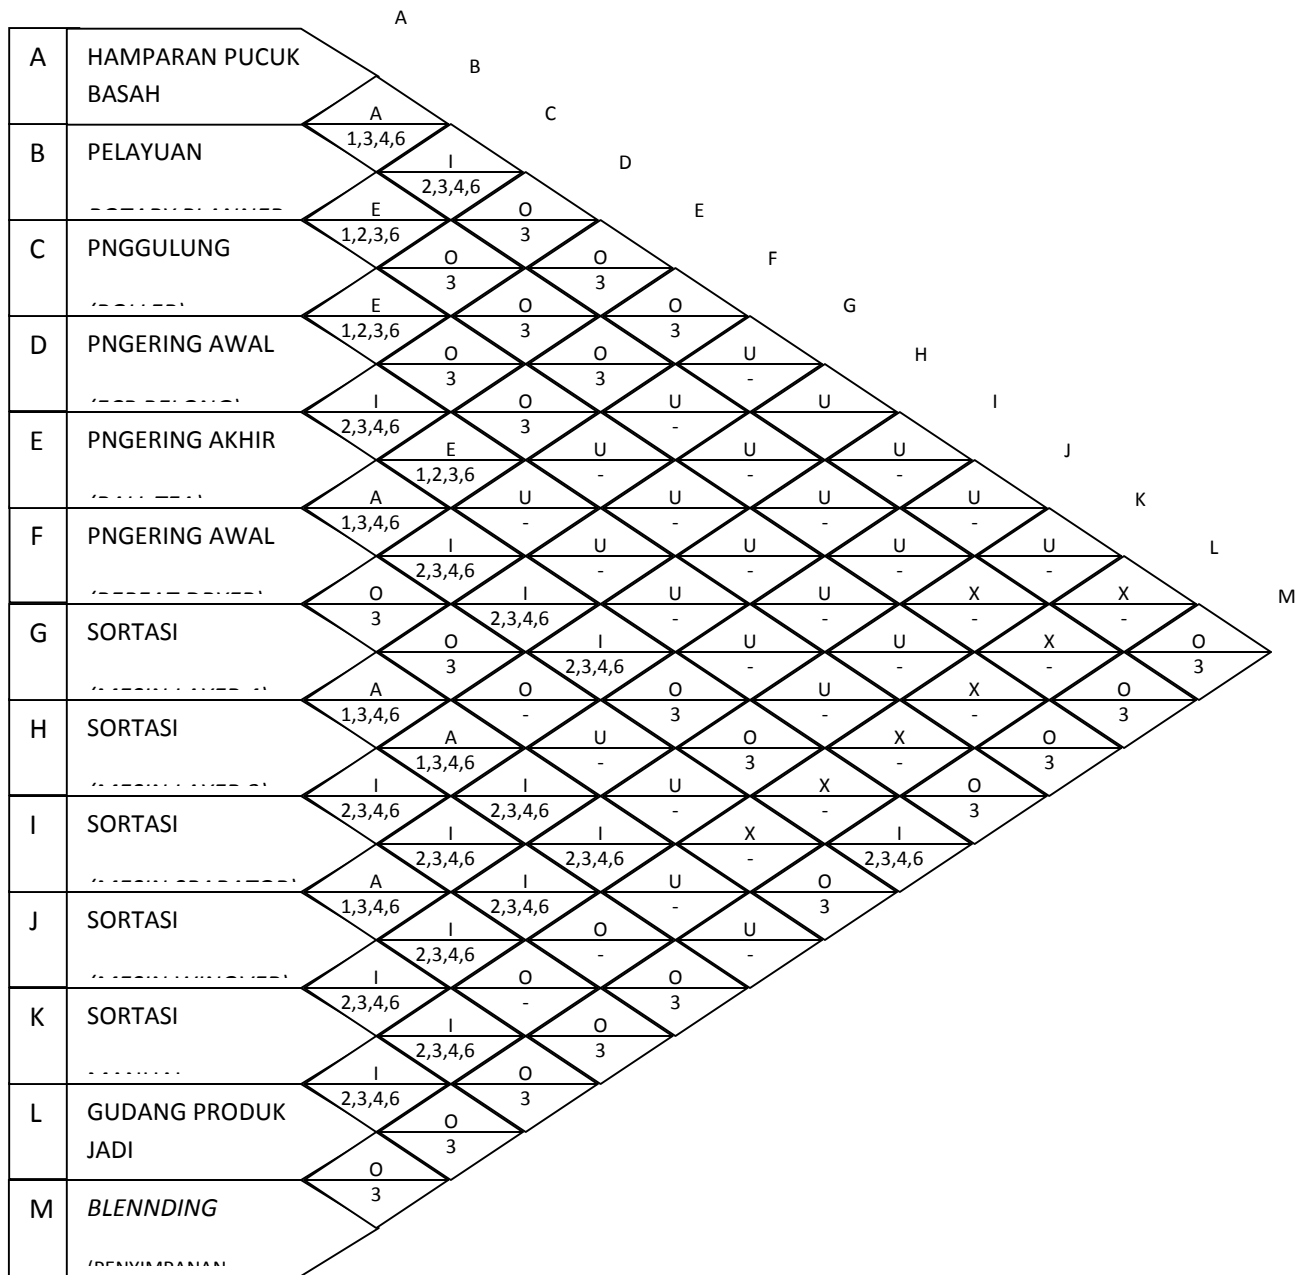 A
A HAMPARAN PUCUK B
BASAH
A C
1,3,4,6
B PELAYUAN I D
2,3,4,6
E O E
1,2,3,6 3
C PNGGULUNG O O F
3 3
E O O G
1,2,3,6 3 3
D PNGERING AWAL O O U H
3 3 -
I O U U I
2,3,4,6 3 -
E PNGERING AKHIR E U U U J
1,2,3,6 - - -
A U U U U K
1,3,4,6 - - - -
F PNGERING AWAL I U U U U L
2,3,4,6 - - - -
O I U U X X M
3 2,3,4,6 - - - -
G SORTASI O I U U X O
3 2,3,4,6 - - - 3
A O O U X O
1,3,4,6 - 3 - - 3
H SORTASI A U O X O
1,3,4,6 - 3 - 3
I I U X O
2,3,4,6 2,3,4,6 - - 3
I SORTASI I I X I
2,3,4,6 2,3,4,6 - 2,3,4,6
A I U O
1,3,4,6 2,3,4,6 - 3
J SORTASI I O U
2,3,4,6 - -
I O O
2,3,4,6 - 3
K SORTASI I O
2,3,4,6 3
I O
2,3,4,6 3
L GUDANG PRODUK O
JADI 3
O
3
M BLENNDING
(PENYIMPANAN